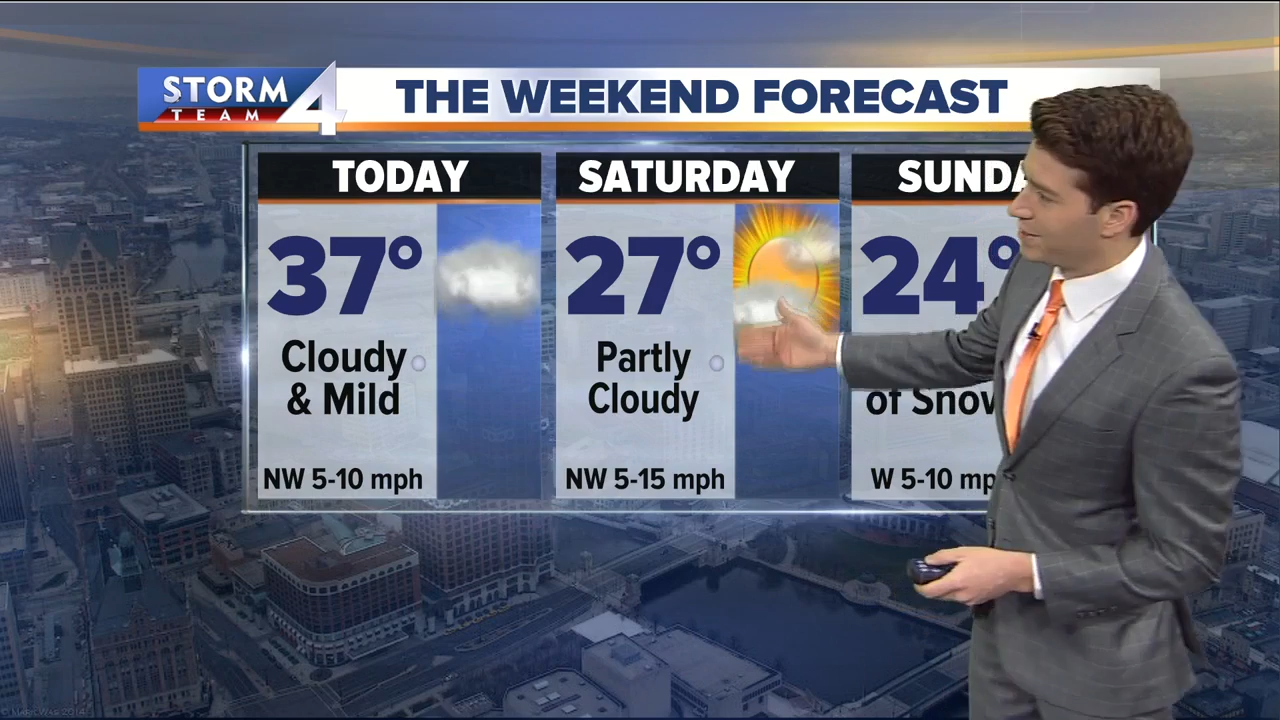 STORM
TEAM 4
THE WEEKEND FORECAST
TODAY
37°
Cloudy
& Mild
NW 5-10 mph
SATURDAY
27°
Partly
Cloudy
NW 5-15 mph
24°
of
W 5-10